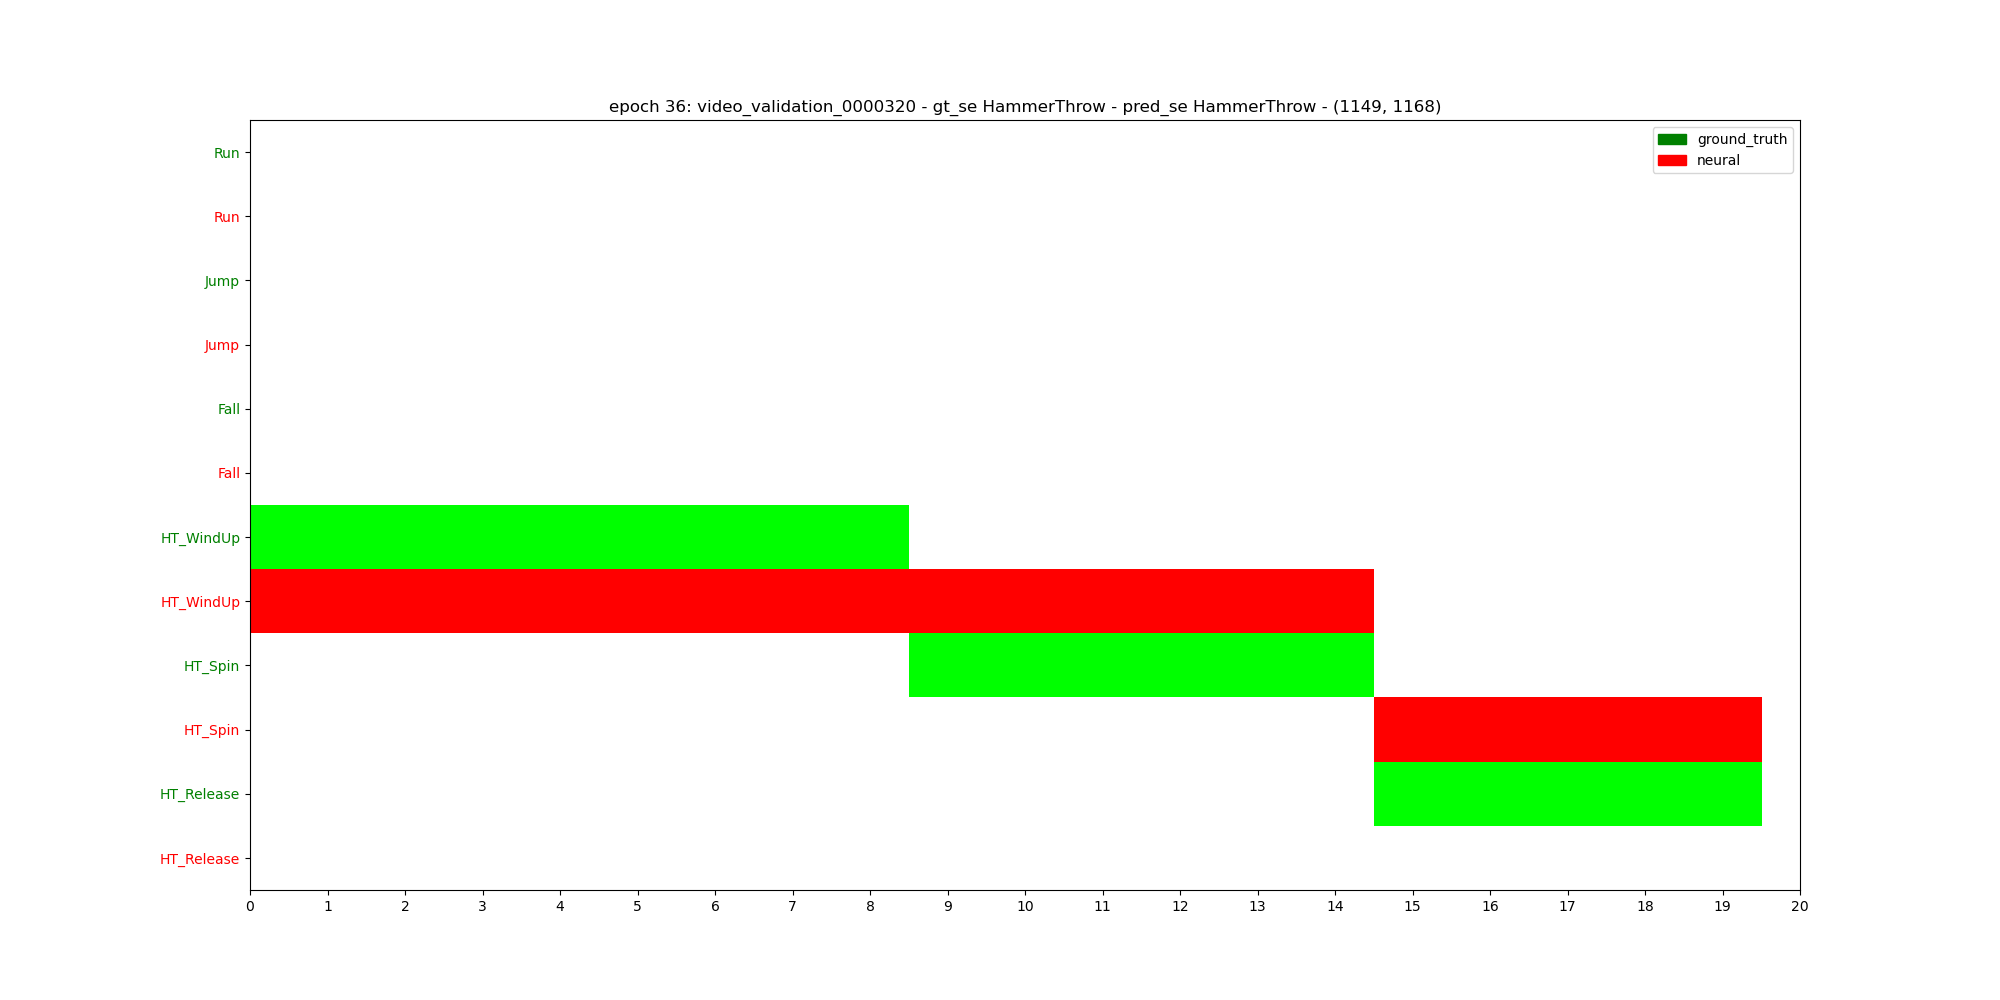 epoch 36: video_validation_0000320 - gt_se HammerThrow - pred_se HammerThrow - (1149, 1168)
ground_truth
neural
Run
Run
Jump
Jump
Fall
Fall
HT_WindUp
HT_WindUp
HT_Spin
HT_Spin
HT_Release
HT_Release
0 1 2 3 4 5 6 7 8 9 10 11 12 13 14 15 16 17 18 19 20